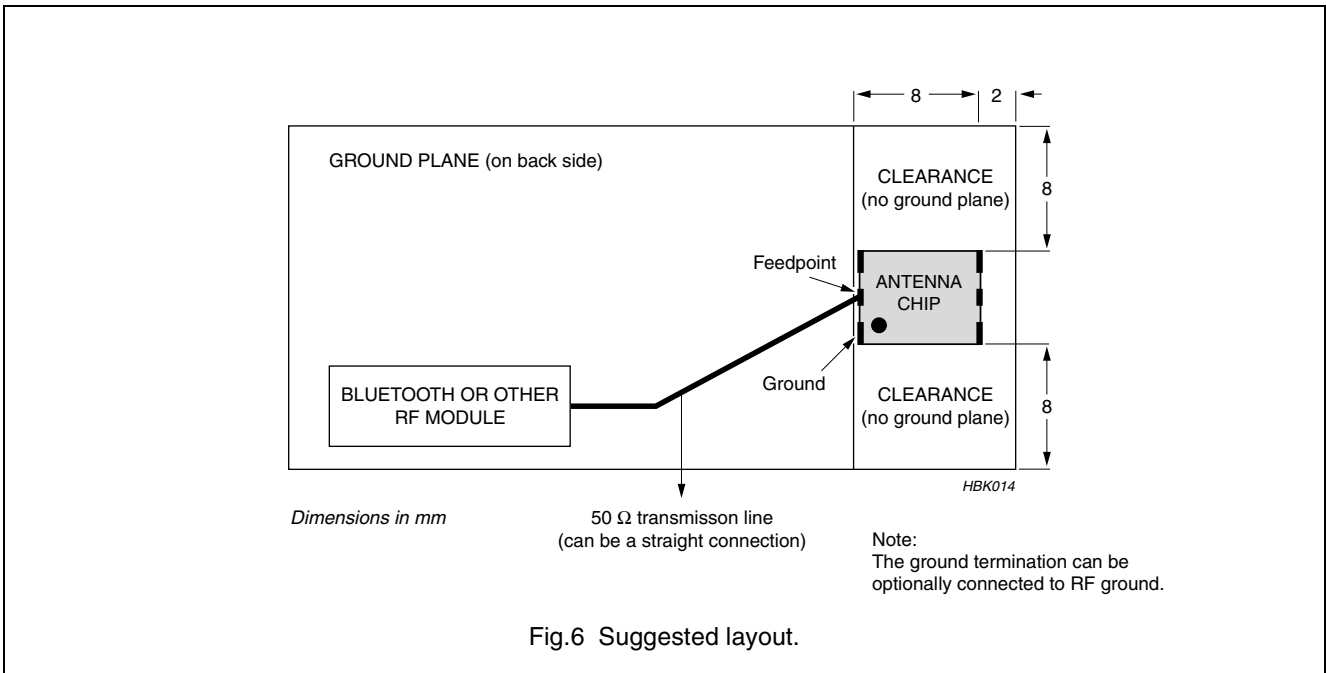 8
2
GROUND PLANE (on back side)
CLEARANCE
(no ground plane)
8
Feedpoint
ANTENNA
CHIP
Ground
BLUETOOTH OR OTHER
RF MODULE
CLEARANCE
(no ground plane)
8
HBK014
Dimensions in mm
50 Ω transmisson line
(can be a straight connection)
Note:
The ground termination can be
optionally connected to RF ground.
Fig.6 Suggested layout.